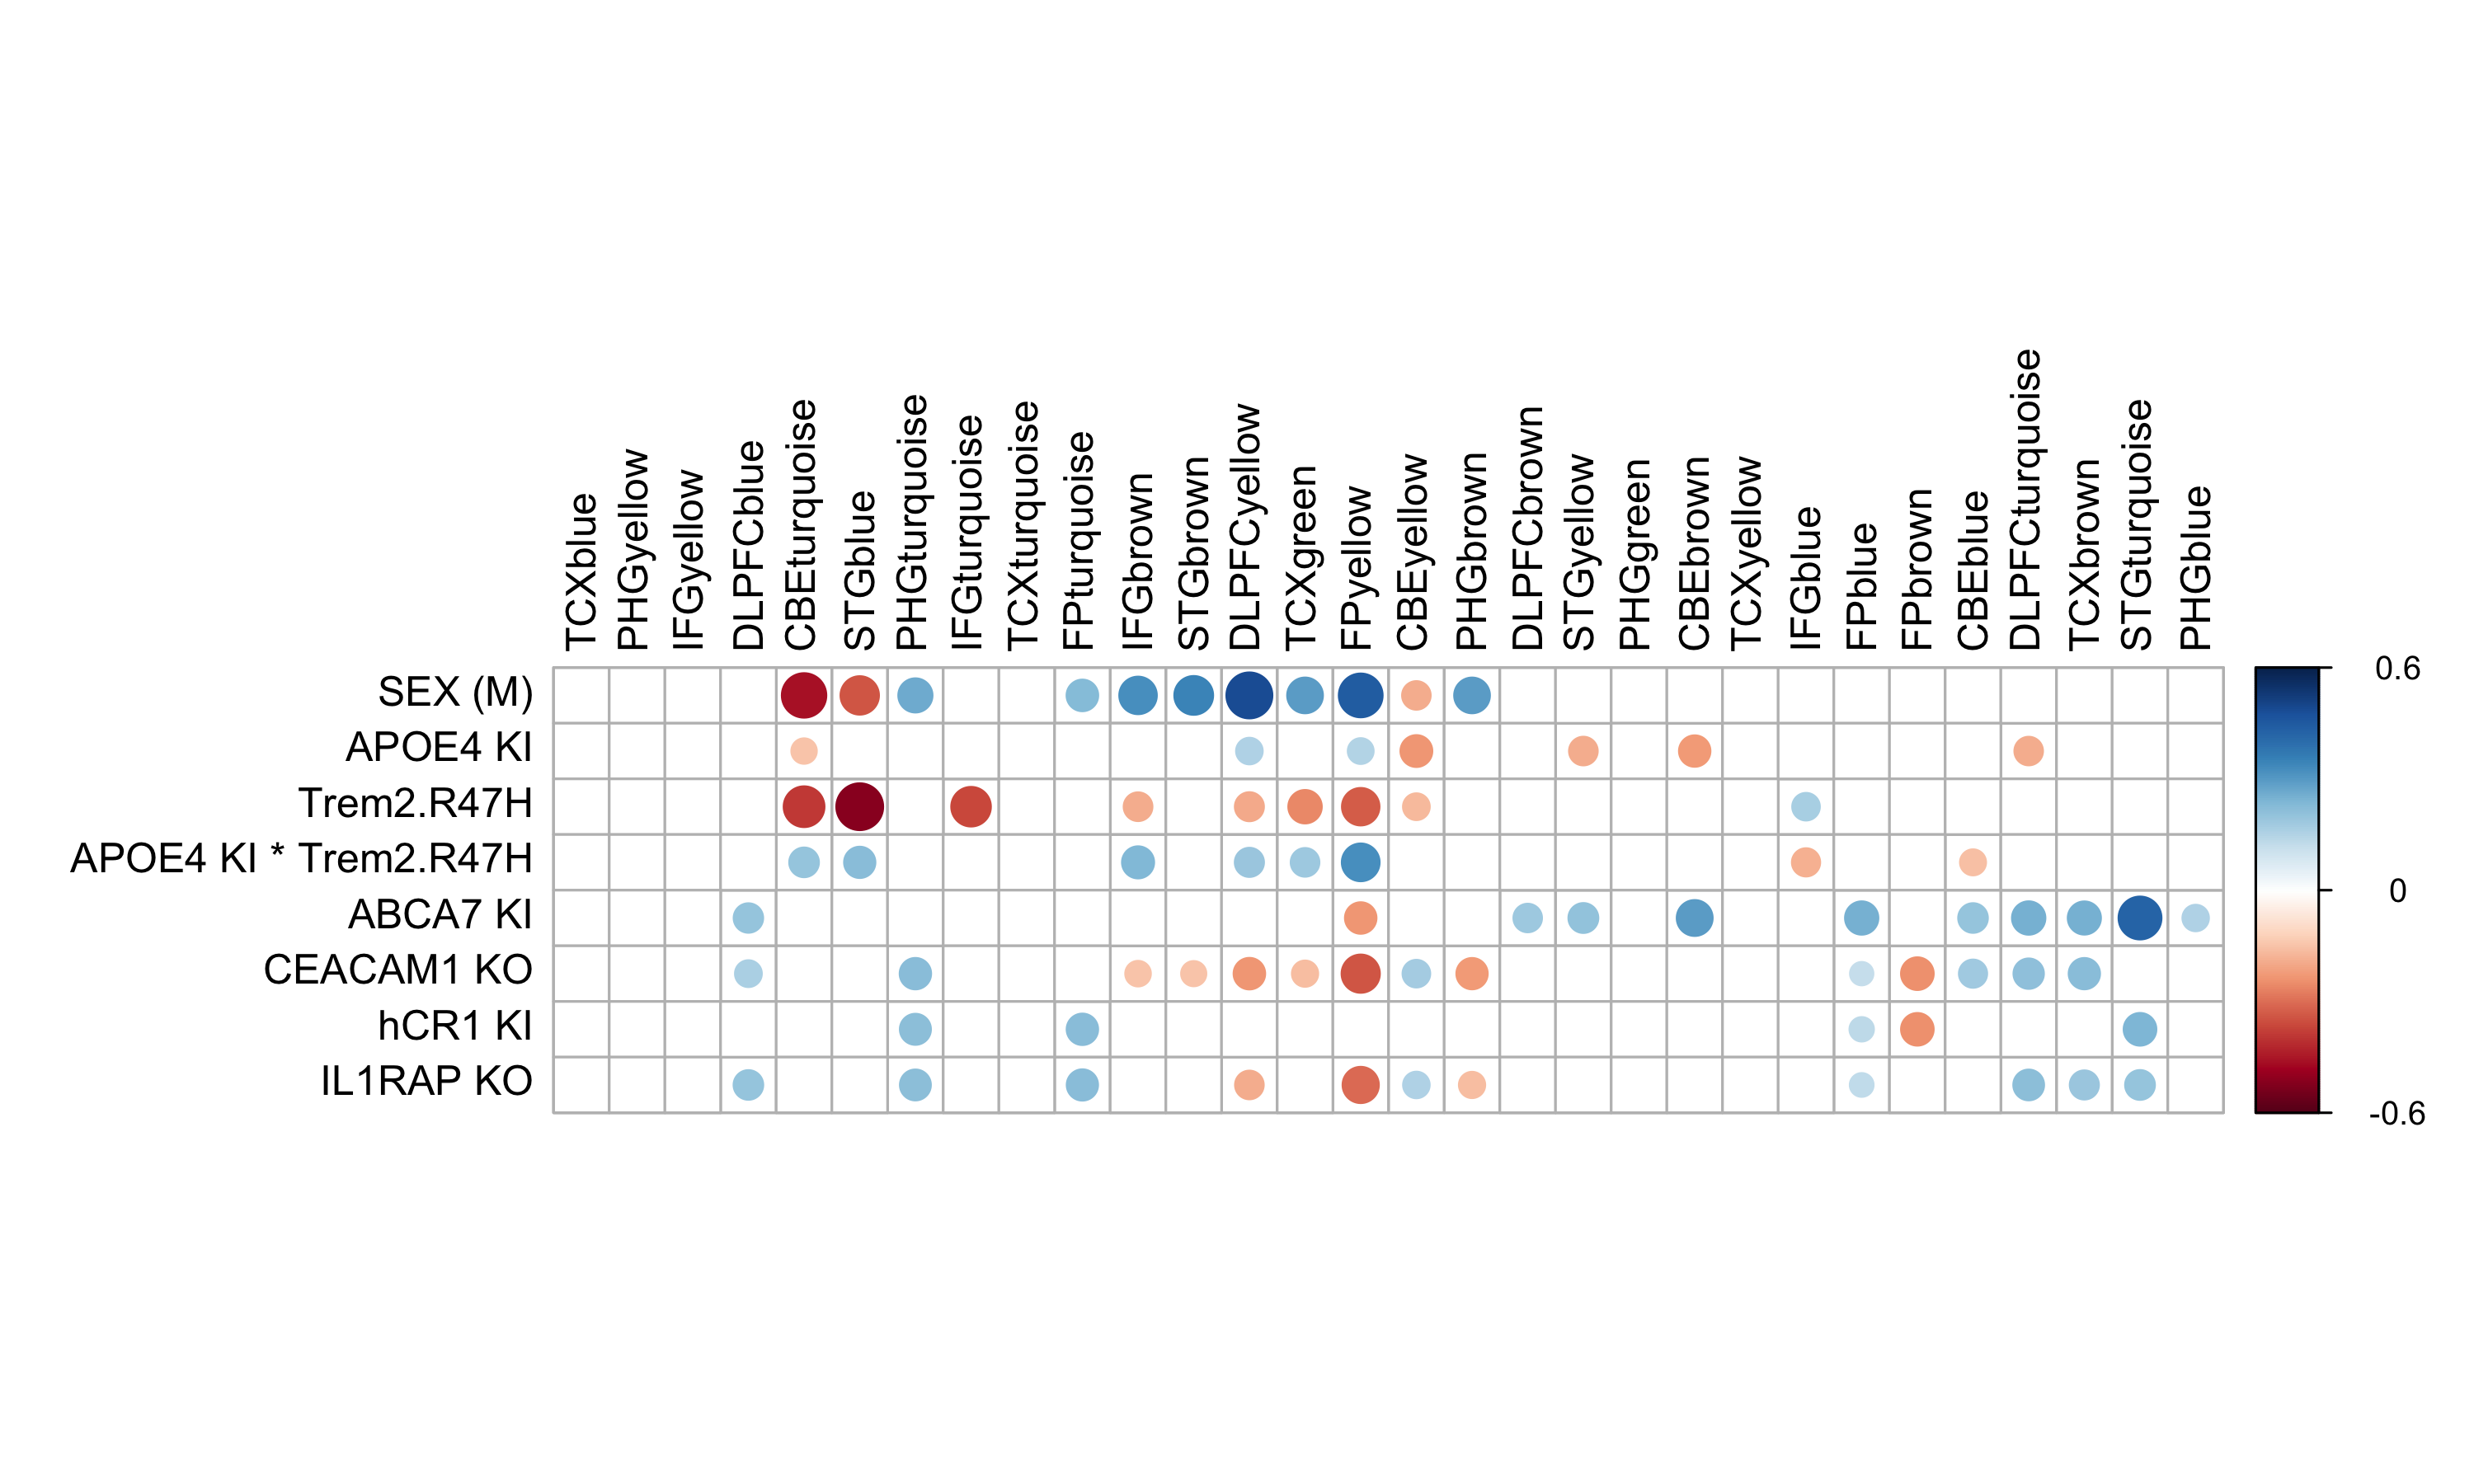 TCXblue
PHGyellow
IFGyellow
DLPFCblue
CBEturquoise
STGblue
PHGturquoise
IFGturquoise
TCXturquoise
FPturquoise
IFGbrown
STGbrown
DLPFCyellow
TCXgreen
FPyellow
CBEyellow
PHGbrown
DLPFCbrown
STGyellow
PHGgreen
CBEbrown
TCXyellow
IFGblue
FPblue
FPbrown
CBEblue
DLPFCturquoise
TCXbrown
STGturquoise
PHGblue
SEX (M)
APOE4 KI
Trem2.R47H
APOE4 KI * Trem2.R47H
ABCA7 KI
CEACAM1 KO
hCR1 KI
IL1RAP KO
0.6
0
-0.6